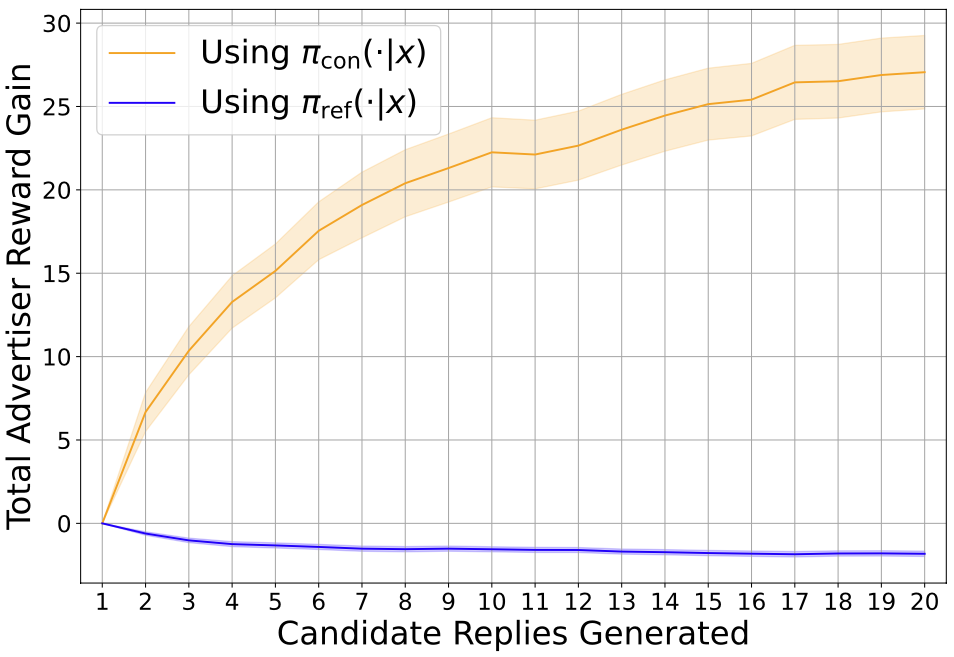 30
25
20
15
10
5
0
Total Advertiser Reward Gain
Using π_con(·|x)
Using π_ref(·|x)
1 2 3 4 5 6 7 8 9 10 11 12 13 14 15 16 17 18 19 20
Candidate Replies Generated